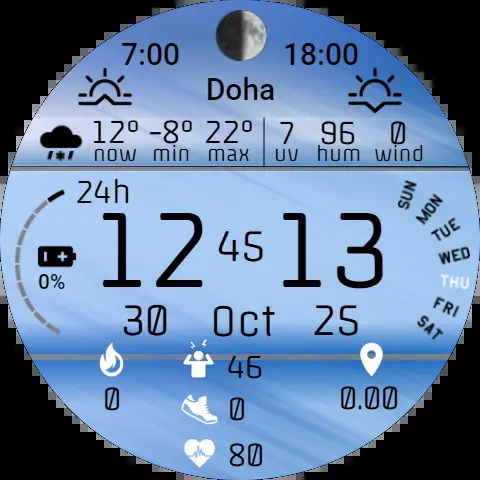 7:00 18:00
Doha
12° -8° 22° 7 96 0
now min max uv hum wind
24h
12 45 13
0%
30 Oct 25
SUN
MON
TUE
WED
THU
FRI
SAT
46
0 0 0.00
80